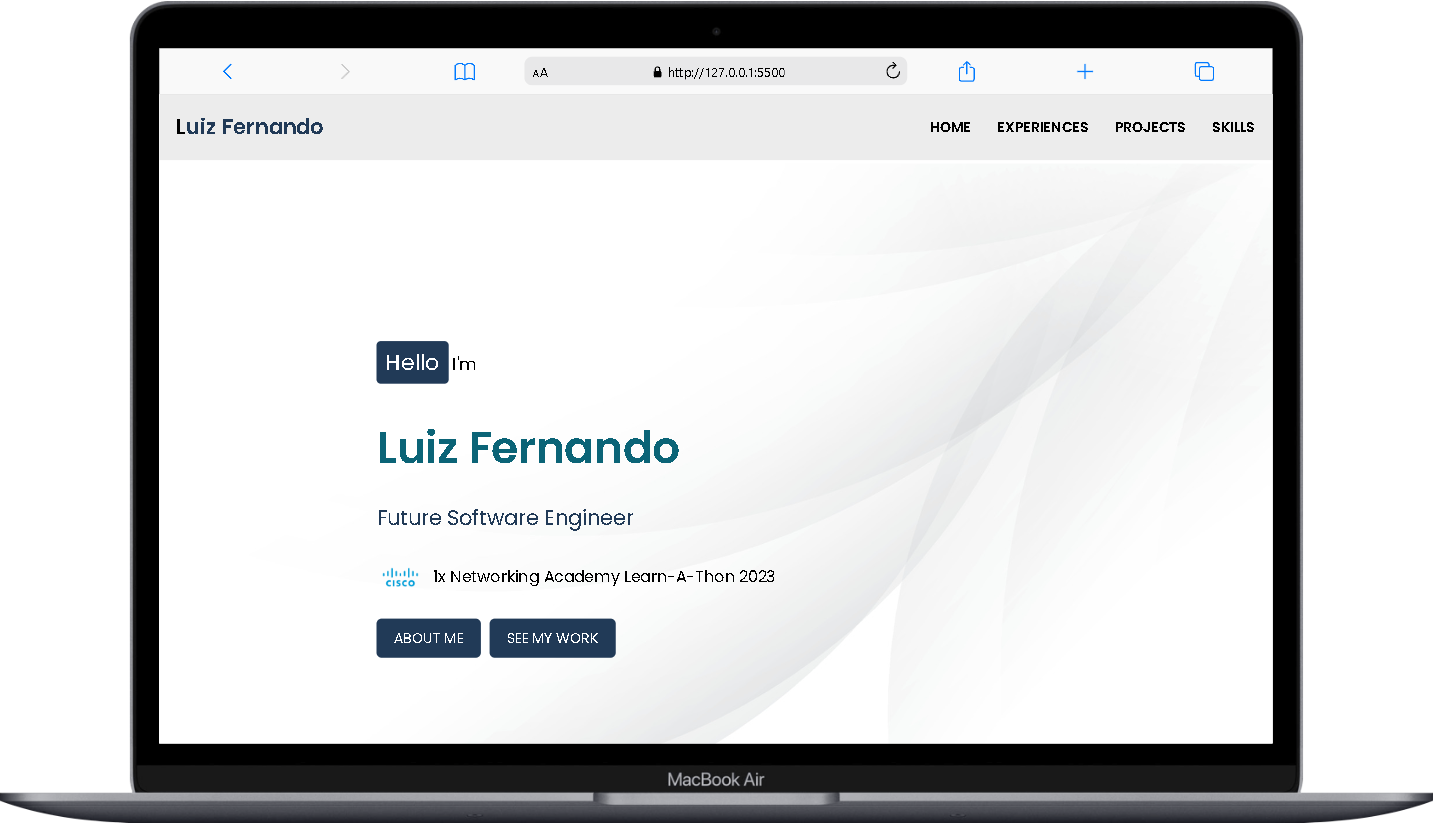 AA http://127.0.0.1:5500
Luiz Fernando HOME EXPERIENCES PROJECTS SKILLS
Hello I'm
Luiz Fernando
Future Software Engineer
CISCO 1x Networking Academy Learn-A-Thon 2023
ABOUT ME SEE MY WORK
MacBook Air